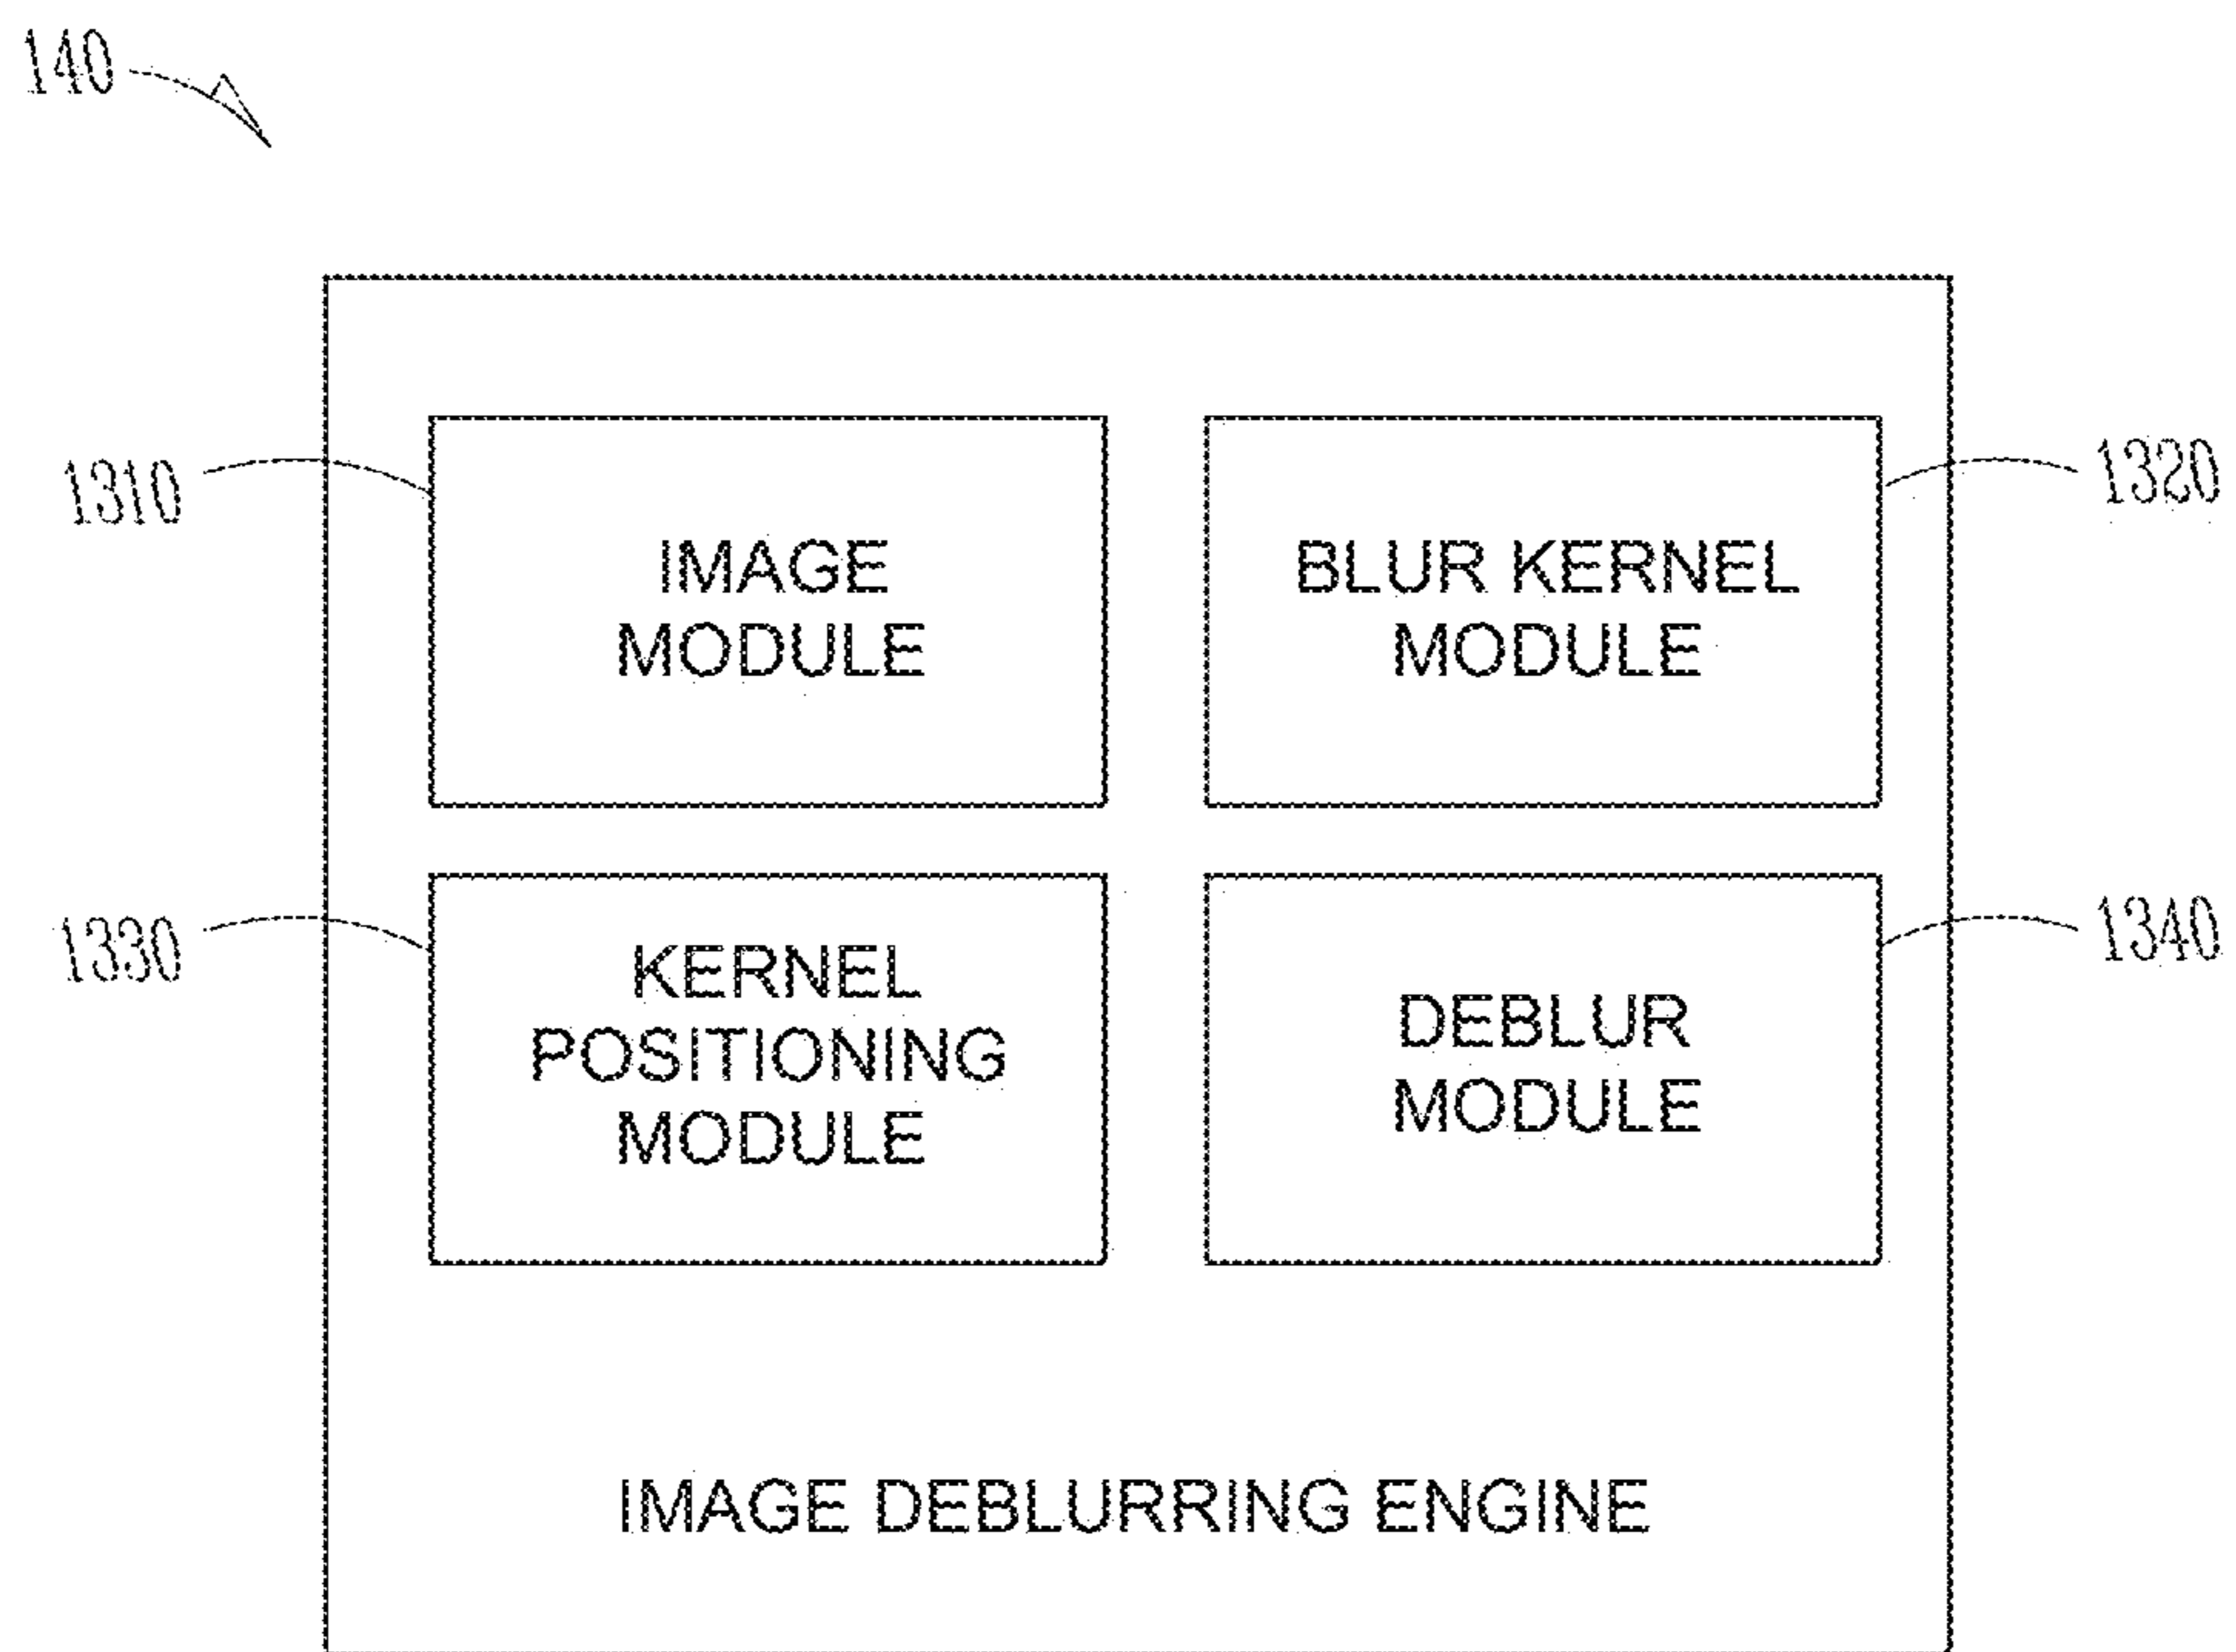 140
1310
IMAGE
MODULE
1320
BLUR KERNEL
MODULE
1330
KERNEL
POSITIONING
MODULE
1340
DEBLUR
MODULE
IMAGE DEBLURRING ENGINE